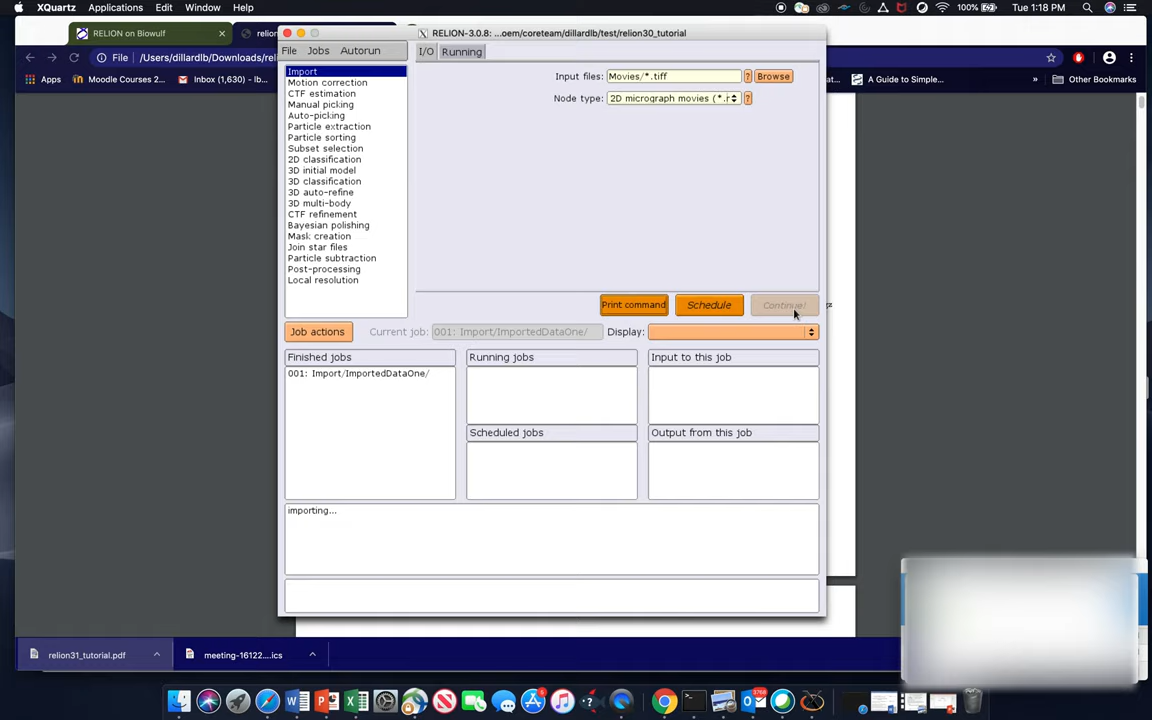 XQuartz Applications Edit Window Help
100% Tue 1:18 PM
RELION on Biowulf
relion
RELION-3.0.8: ...oem/coreteam/dillardlb/test/relion30_tutorial
File | /Users/dillardlb/Downloads/reli
Apps Moodle Courses 2... Inbox (1,630) - lb... A Guide to Simple... » Other Bookmarks
File Jobs Autorun
I/O Running
Import
Motion correction
CTF estimation
Manual picking
Auto-picking
Particle extraction
Particle sorting
Subset selection
2D classification
3D initial model
3D classification
3D auto-refine
3D multi-body
CTF refinement
Bayesian polishing
Mask creation
Join star files
Particle subtraction
Post-processing
Local resolution
Input files: Movies/*.tiff ? Browse
Node type: 2D micrograph movies (*.r ?
Print command Schedule Continue!
Job actions Current job: 001: Import/ImportedDataOne/ Display:
Finished jobs Running jobs Input to this job
001: Import/ImportedDataOne/
Scheduled jobs Output from this job
importing...
relion31_tutorial.pdf meeting-16122....ics